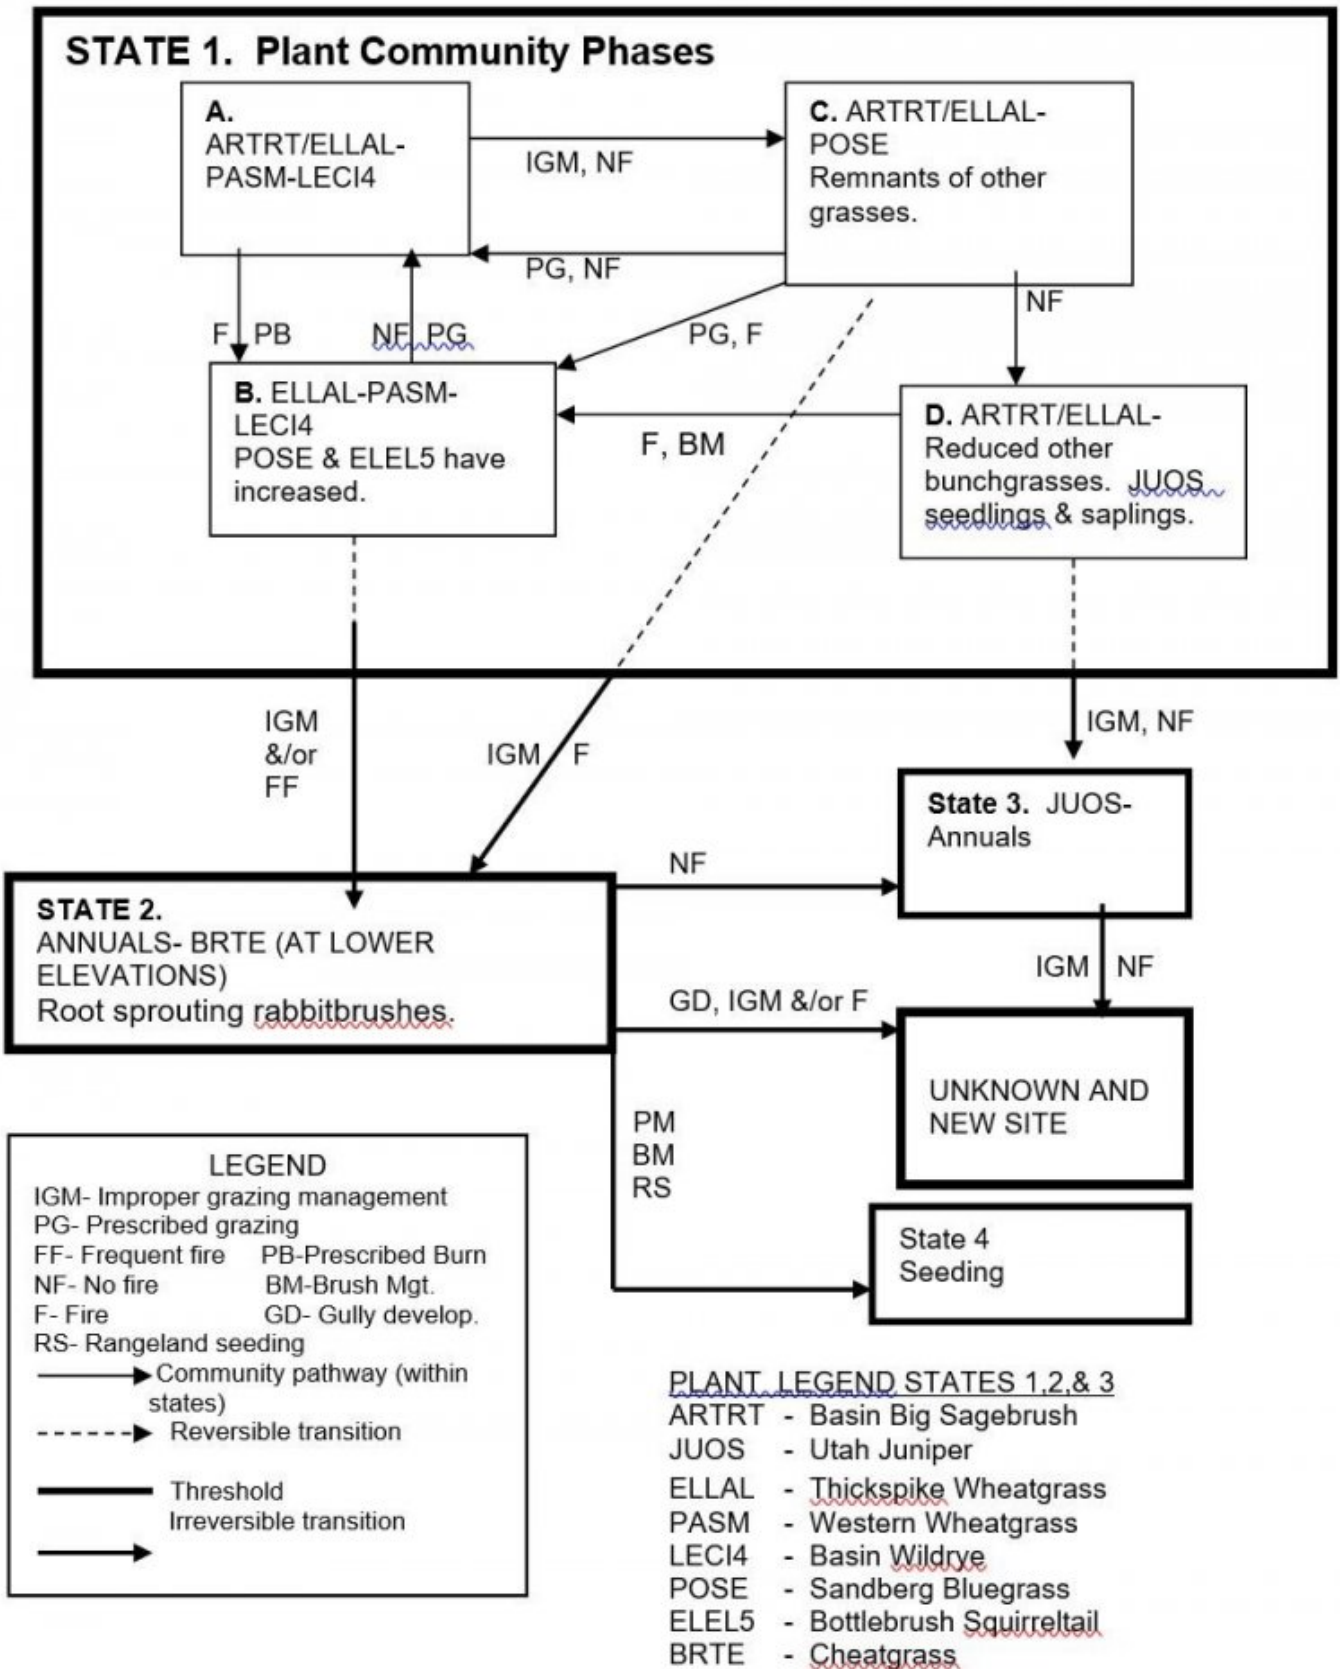 STATE 1.  Plant Community Phases
A.
ARTRT/ELLAL-
PASM-LECI4
IGM, NF
C. ARTRT/ELLAL-
POSE
Remnants of other
grasses.
PG, NF
F PB
NF PG
PG, F
NF
B. ELLAL-PASM-
LECI4
POSE & ELEL5 have
increased.
F, BM
D. ARTRT/ELLAL-
Reduced other
bunchgrasses.  JUOS
seedlings & saplings.
IGM
&/or
FF
IGM F
IGM, NF
State 3.  JUOS-
Annuals
NF
STATE 2.
ANNUALS- BRTE (AT LOWER
ELEVATIONS)
Root sprouting rabbitbrushes.
IGM NF
GD, IGM &/or F
UNKNOWN AND
NEW SITE
PM
BM
RS
State 4
Seeding
LEGEND
IGM- Improper grazing management
PG- Prescribed grazing
FF- Frequent fire PB-Prescribed Burn
NF- No fire BM-Brush Mgt.
F- Fire GD- Gully develop.
RS- Rangeland seeding
Community pathway (within
states)
Reversible transition
Threshold
Irreversible transition
PLANT LEGEND STATES 1,2,& 3
ARTRT - Basin Big Sagebrush
JUOS - Utah Juniper
ELLAL - Thickspike Wheatgrass
PASM - Western Wheatgrass
LECI4 - Basin Wildrye
POSE - Sandberg Bluegrass
ELEL5 - Bottlebrush Squirreltail
BRTE - Cheatgrass